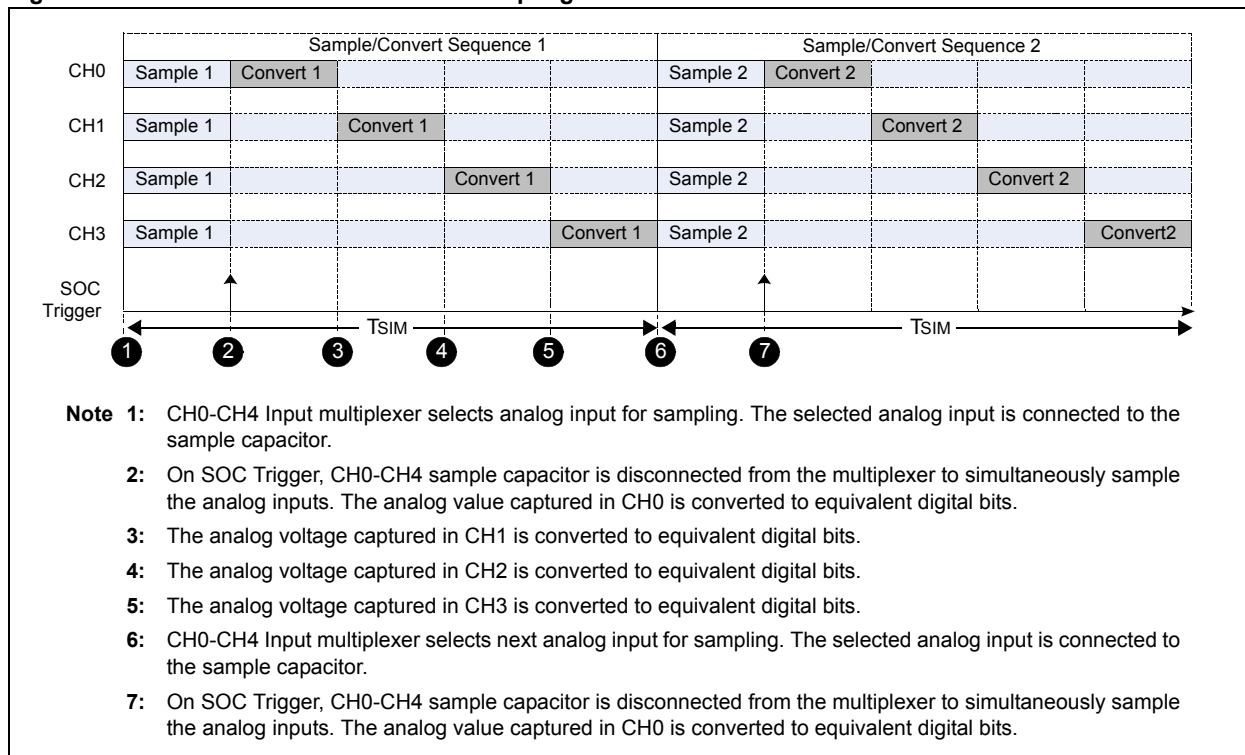 Sample/Convert Sequence 1 Sample/Convert Sequence 2
CH0 Sample 1 Convert 1 Sample 2 Convert 2
CH1 Sample 1 Convert 1 Sample 2 Convert 2
CH2 Sample 1 Convert 1 Sample 2 Convert 2
CH3 Sample 1 Convert 1 Sample 2 Convert2
SOC
Trigger
TSIM TSIM
1 2 3 4 5 6 7
Note 1: CH0-CH4 Input multiplexer selects analog input for sampling. The selected analog input is connected to the
sample capacitor.
2: On SOC Trigger, CH0-CH4 sample capacitor is disconnected from the multiplexer to simultaneously sample
the analog inputs. The analog value captured in CH0 is converted to equivalent digital bits.
3: The analog voltage captured in CH1 is converted to equivalent digital bits.
4: The analog voltage captured in CH2 is converted to equivalent digital bits.
5: The analog voltage captured in CH3 is converted to equivalent digital bits.
6: CH0-CH4 Input multiplexer selects next analog input for sampling. The selected analog input is connected to
the sample capacitor.
7: On SOC Trigger, CH0-CH4 sample capacitor is disconnected from the multiplexer to simultaneously sample
the analog inputs. The analog value captured in CH0 is converted to equivalent digital bits.